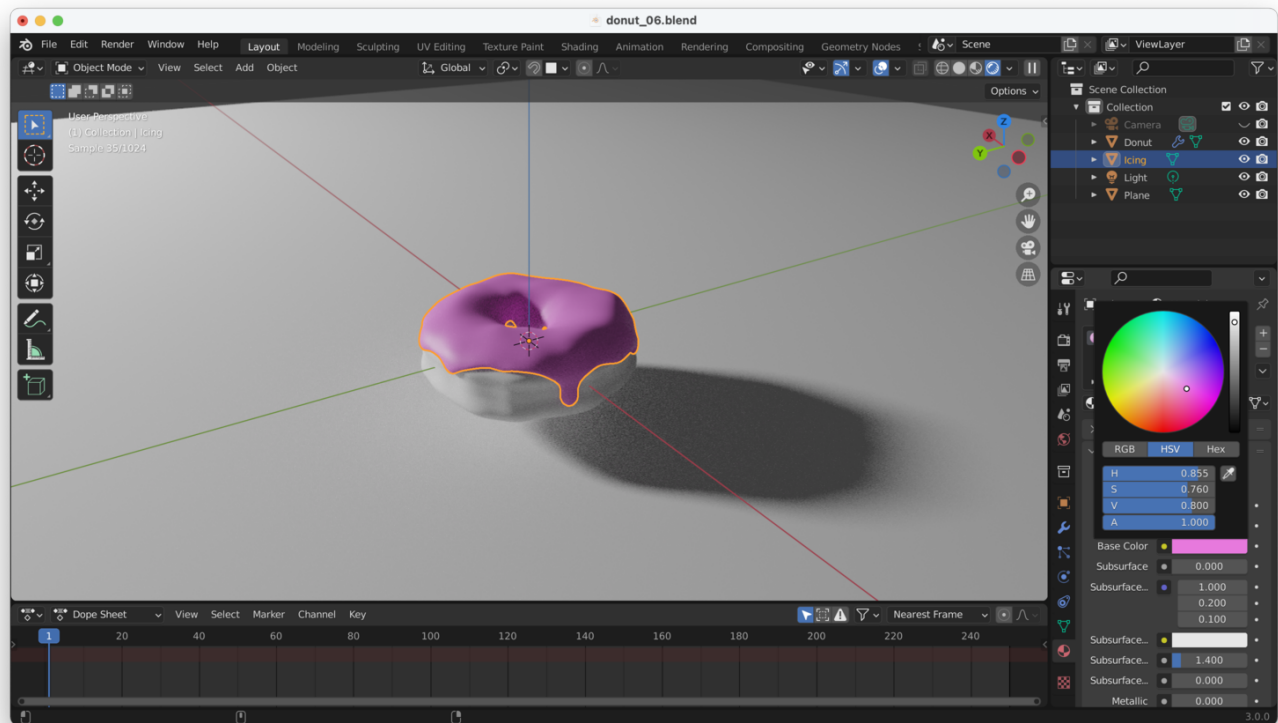 donut_06.blend
File Edit Render Window Help Layout Modeling Sculpting UV Editing Texture Paint Shading Animation Rendering Compositing Geometry Nodes Scene ViewLayer
Object Mode View Select Add Object Global
Options
User Perspective
(1) Collection | Icing
Sample 35/1024
Z
X
Y
Scene Collection
Collection
Camera
Donut
Icing
Light
Plane
RGB HSV Hex
H 0.855
S 0.760
V 0.800
A 1.000
Base Color
Subsurface 0.000
Subsurface... 1.000
0.200
0.100
Subsurface...
Subsurface... 1.400
Subsurface... 0.000
Metallic 0.000
Dope Sheet View Select Marker Channel Key Nearest Frame
1 20 40 60 80 100 120 140 160 180 200 220 240
3.0.0